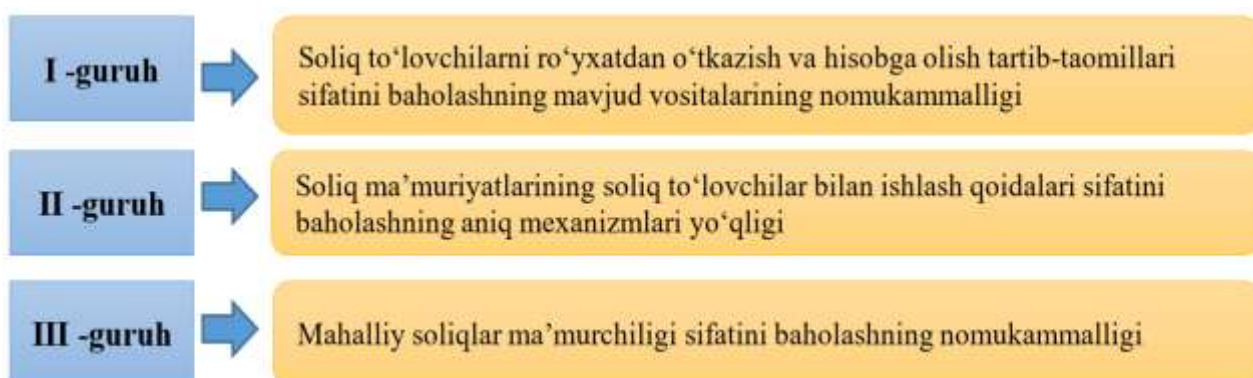 I -guruh
Soliq to‘lovchilarni ro‘yxatdan o‘tkazish va hisobga olish tartib-taomillari
sifatini baholashning mavjud vositalarining nomukammalligi
II -guruh
Soliq ma’muriyatlarining soliq to‘lovchilar bilan ishlash qoidalari sifatini
baholashning aniq mexanizmlari yo‘qligi
III -guruh
Mahalliy soliqlar ma’murchiligi sifatini baholashning nomukammalligi